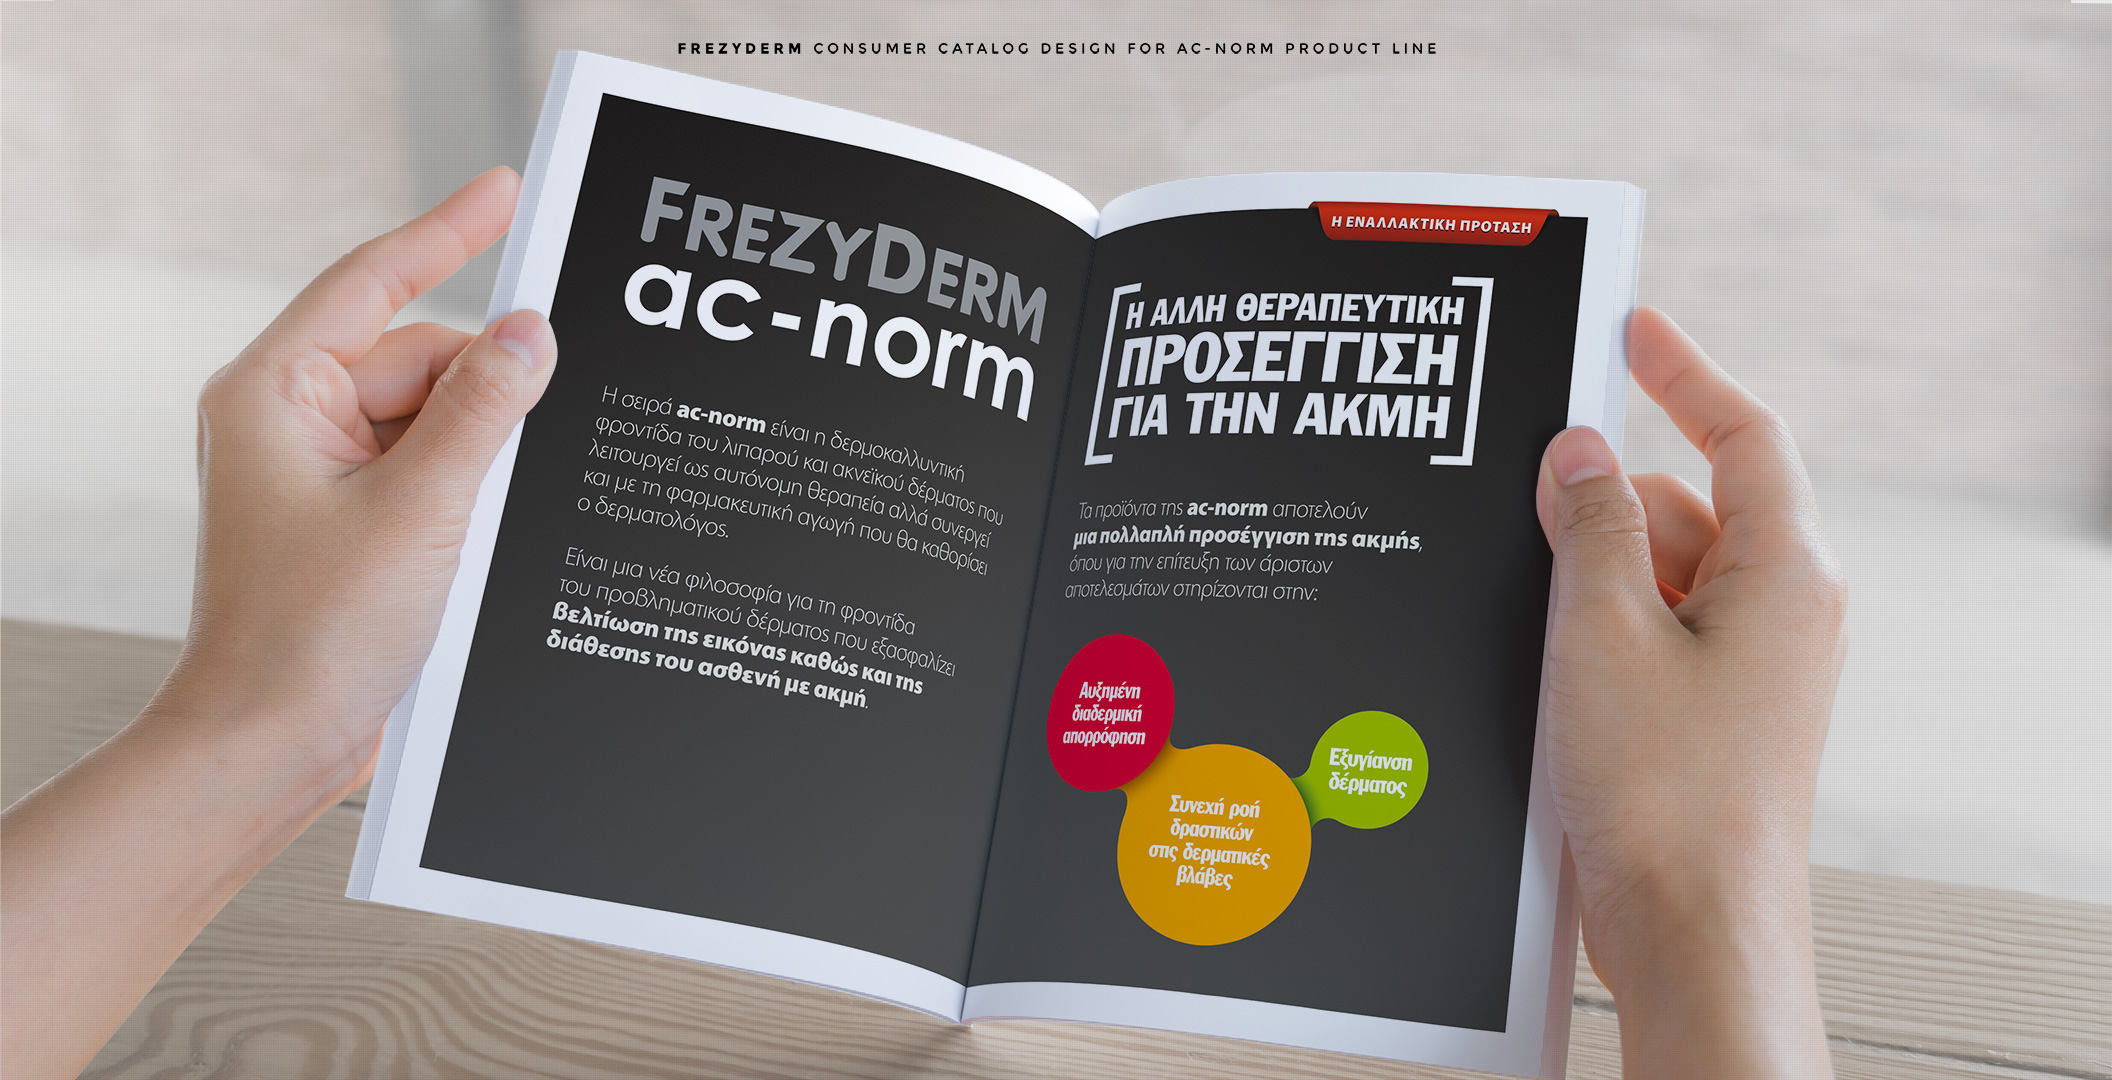 FREZYDERM CONSUMER CATALOG DESIGN FOR AC-NORM PRODUCT LINE
FREZYDERM
ac-norm
Η σειρά ac-norm είναι η δερμοκαλλυντική
φροντίδα του λιπαρού και ακνεϊκού δέρματος που
λειτουργεί ως αυτόνομη θεραπεία αλλά συνεργεί
και με τη φαρμακευτική αγωγή που θα καθορίσει
ο δερματολόγος.
Είναι μια νέα φιλοσοφία για τη φροντίδα
του προβληματικού δέρματος που εξασφαλίζει
βελτίωση της εικόνας καθώς και της
διάθεσης του ασθενή με ακμή.
Η ΕΝΑΛΛΑΚΤΙΚΗ ΠΡΟΤΑΣΗ
Η ΑΛΛΗ ΘΕΡΑΠΕΥΤΙΚΗ
ΠΡΟΣΕΓΓΙΣΗ
ΓΙΑ ΤΗΝ ΑΚΜΗ
Τα προϊόντα της ac-norm αποτελούν
μια πολλαπλή προσέγγιση της ακμής,
όπου για την επίτευξη των άριστων
αποτελεσμάτων στηρίζονται στην:
Αυξημένη
διαδερμική
απορρόφηση
Συνεχή ροή
δραστικών
στις δερματικές
βλάβες
Εξυγίανση
δέρματος